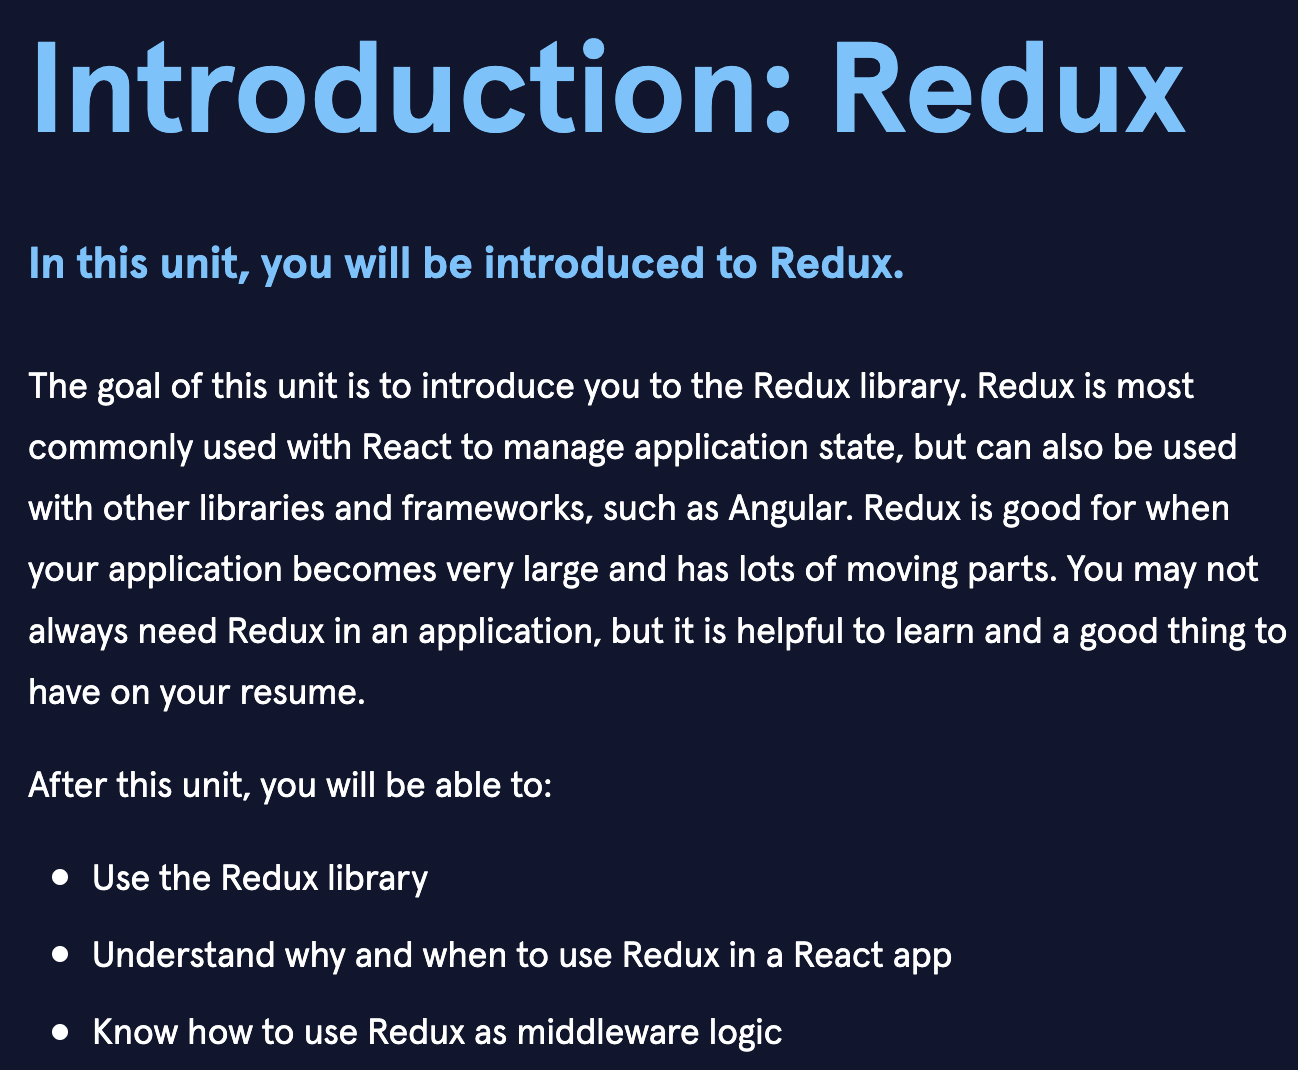 Introduction: Redux
In this unit, you will be introduced to Redux.
The goal of this unit is to introduce you to the Redux library. Redux is most
commonly used with React to manage application state, but can also be used
with other libraries and frameworks, such as Angular. Redux is good for when
your application becomes very large and has lots of moving parts. You may not
always need Redux in an application, but it is helpful to learn and a good thing to
have on your resume.
After this unit, you will be able to:
• Use the Redux library
• Understand why and when to use Redux in a React app
• Know how to use Redux as middleware logic